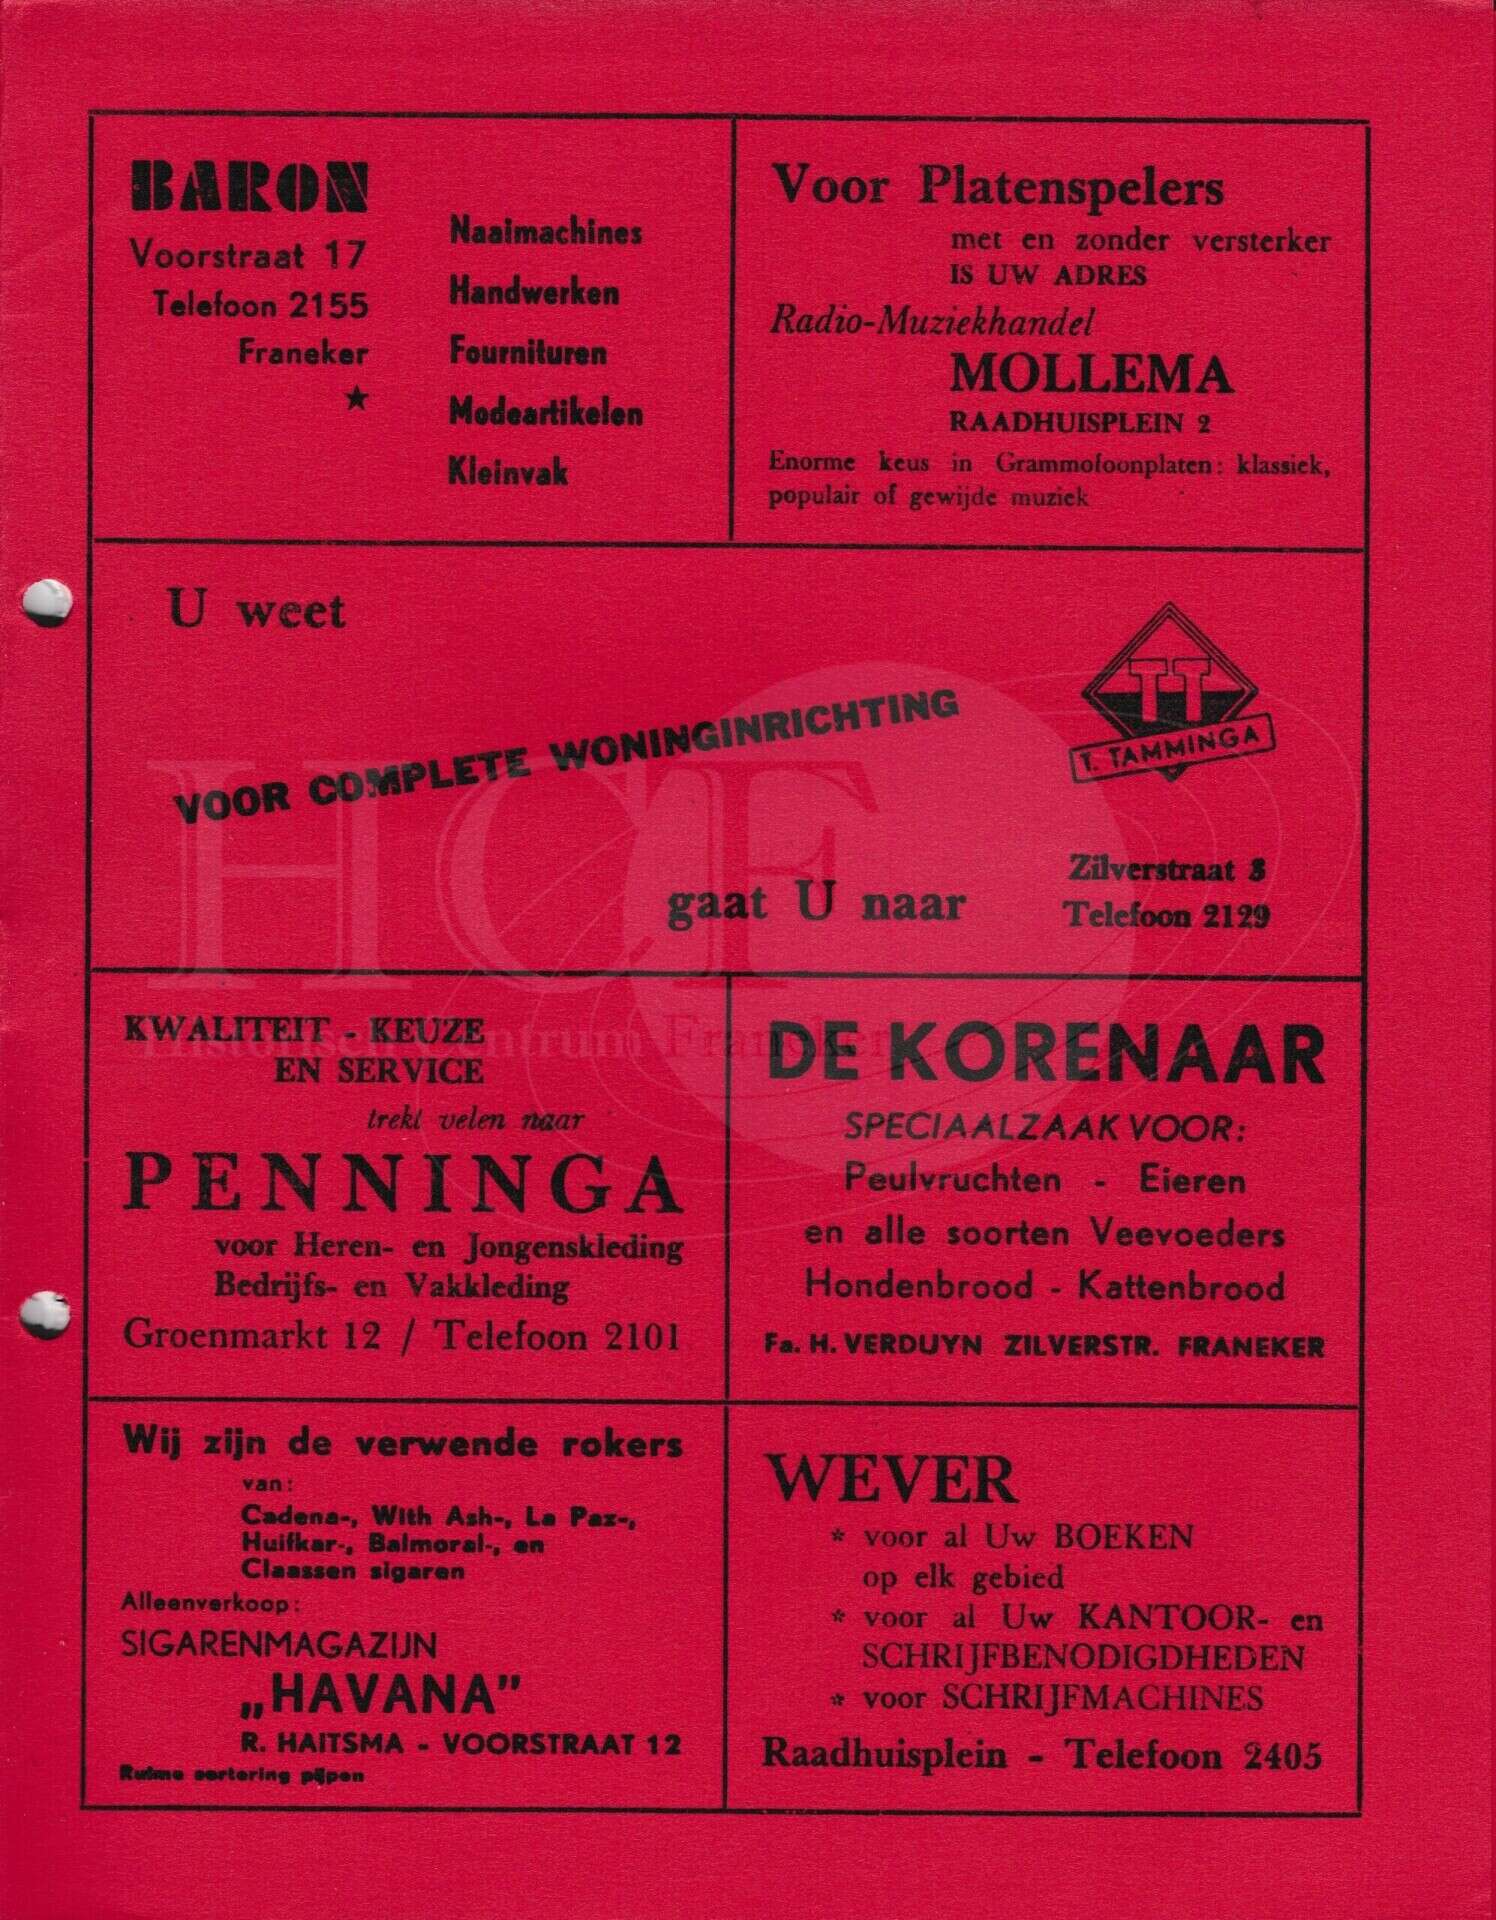 BARON
Voorstraat 17
Telefoon 2155
Franeker
Naaimachines
Handwerken
Fournituren
Modeartikelen
Kleinvak
Voor Platenspelers
met en zonder versterker
IS UW ADRES
Radio-Muziekhandel
MOLLEMA
RAADHUISPLEIN 2
Enorme keus in Grammofoonplaten: klassiek,
populair of gewijde muziek
U weet
VOOR COMPLETE WONINGINRICHTING
gaat U naar
TT
T. TAMMINGA
Zilverstraat 3
Telefoon 2129
HCF
Historisch Centrum Franeker
KWALITEIT - KEUZE
EN SERVICE
trekt velen naar
PENNINGA
voor Heren- en Jongenskleding
Bedrijfs- en Vakkleding
Groenmarkt 12 / Telefoon 2101
DE KORENAAR
SPECIAALZAAK VOOR:
Peulvruchten - Eieren
en alle soorten Veevoeders
Hondenbrood - Kattenbrood
Fa. H. VERDUYN ZILVERSTR. FRANEKER
Wij zijn de verwende rokers
van:
Cadena-, With Ash-, La Paz-,
Huifkar-, Balmoral-, en
Claassen sigaren
Alleenverkoop:
SIGARENMAGAZIJN
„HAVANA”
R. HAITSMA - VOORSTRAAT 12
Ruime sortering pijpen
WEVER
* voor al Uw BOEKEN
op elk gebied
* voor al Uw KANTOOR- en
SCHRIJFBENODIGDHEDEN
* voor SCHRIJFMACHINES
Raadhuisplein - Telefoon 2405